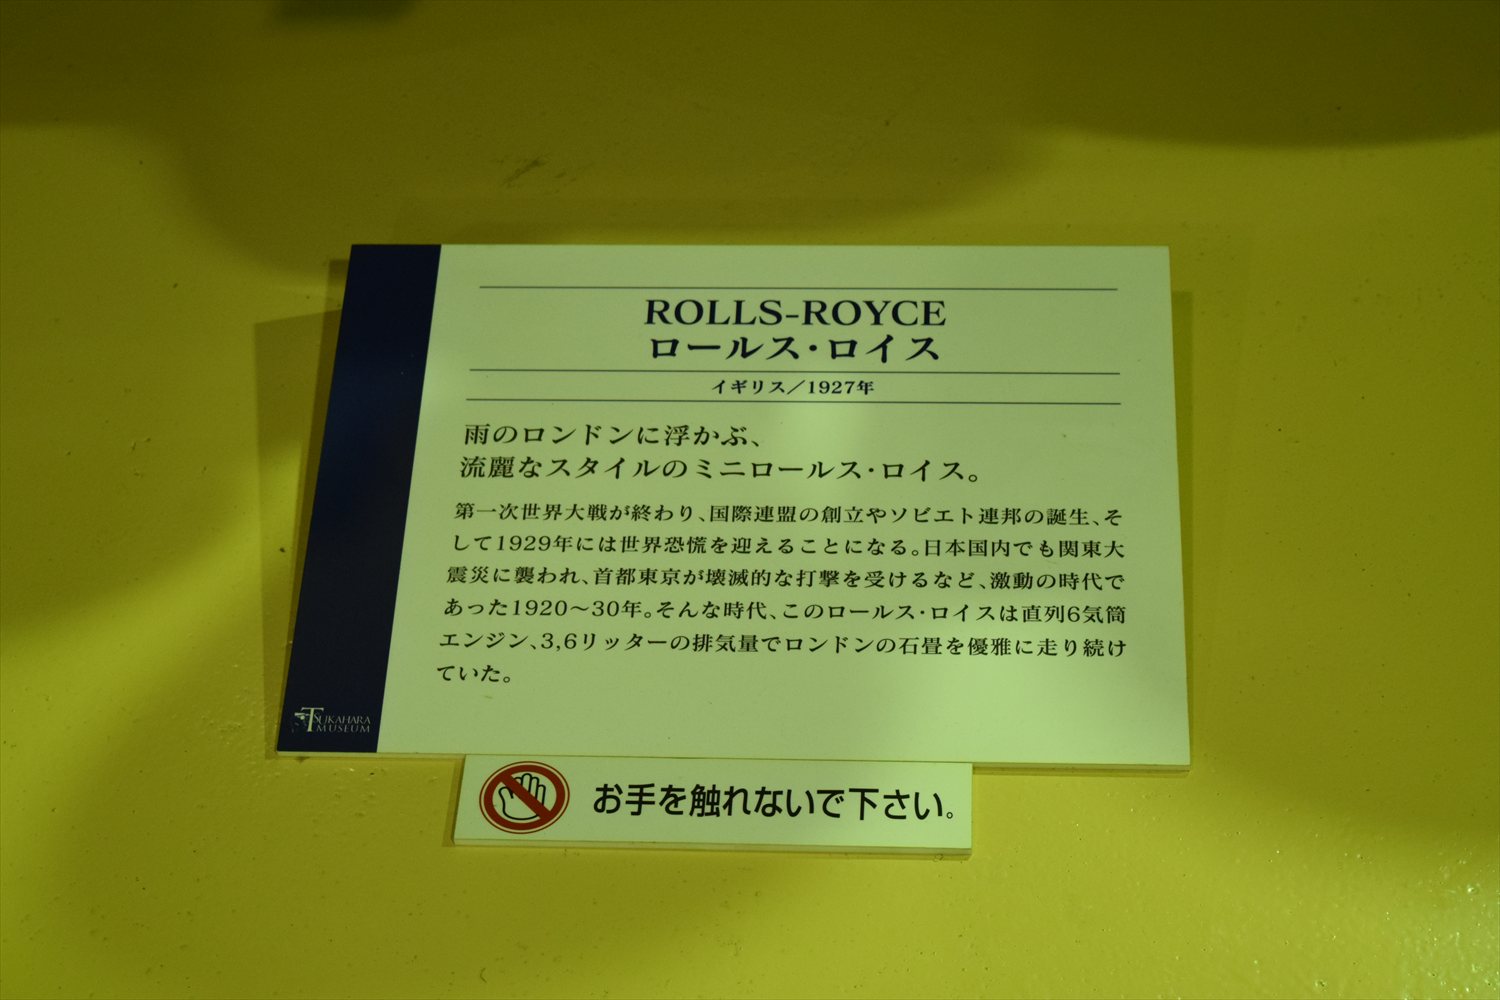 ROLLS-ROYCE
ロールス・ロイス
イギリス／1927年
雨のロンドンに浮かぶ、
流麗なスタイルのミニロールス・ロイス。
第一次世界大戦が終わり、国際連盟の創立やソビエト連邦の誕生、そ
して1929年には世界恐慌を迎えることになる。日本国内でも関東大
震災に襲われ、首都東京が壊滅的な打撃を受けるなど、激動の時代で
あった1920〜30年。そんな時代、このロールス・ロイスは直列6気筒
エンジン、3,6リッターの排気量でロンドンの石畳を優雅に走り続け
ていた。
TSUKAHARA
MUSEUM
お手を触れないで下さい。